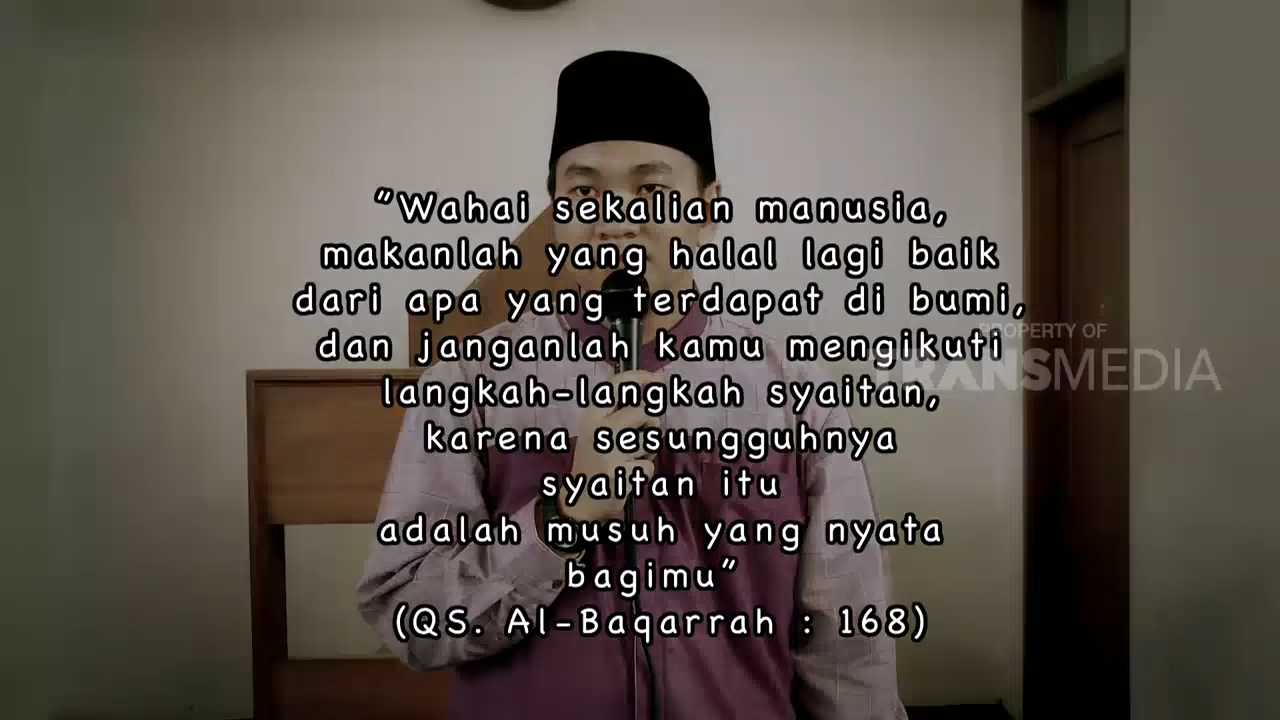 "Wahai sekalian manusia,
makanlah yang halal lagi baik
dari apa yang terdapat di bumi,
dan janganlah kamu mengikuti
langkah-langkah syaitan,
karena sesungguhnya
syaitan itu
adalah musuh yang nyata
bagimu"
(QS. Al-Baqarrah : 168)
PROPERTY OF
TRANSMEDIA